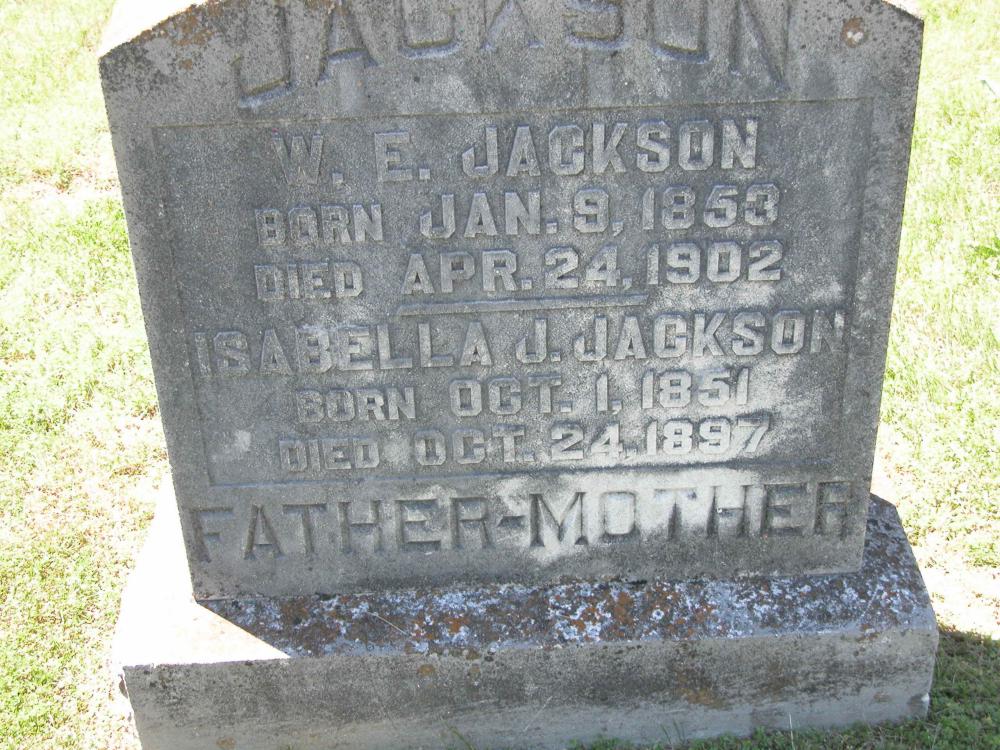 JACKSON
W. E. JACKSON
BORN JAN. 9, 1853
DIED APR. 24, 1902
ISABELLA J. JACKSON
BORN OCT. 1, 1851
DIED OCT. 24, 1897
FATHER-MOTHER